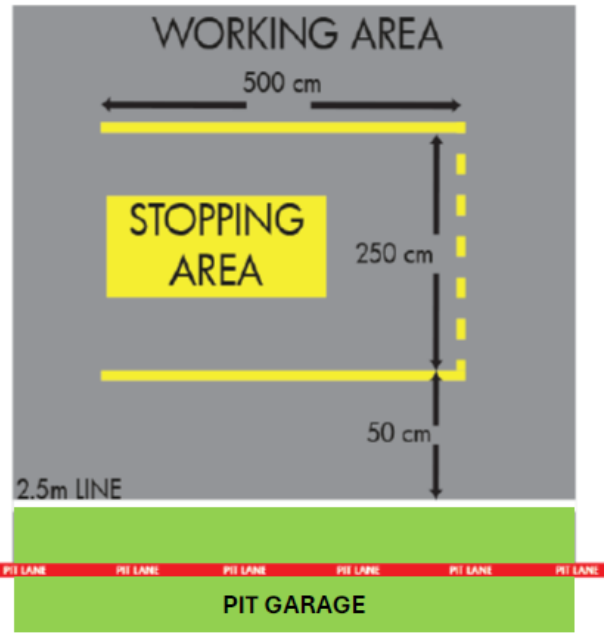 WORKING AREA
500 cm
STOPPING
AREA
250 cm
50 cm
2.5m LINE
PIT LANE PIT LANE PIT LANE PIT LANE PIT LANE PIT LANE
PIT GARAGE